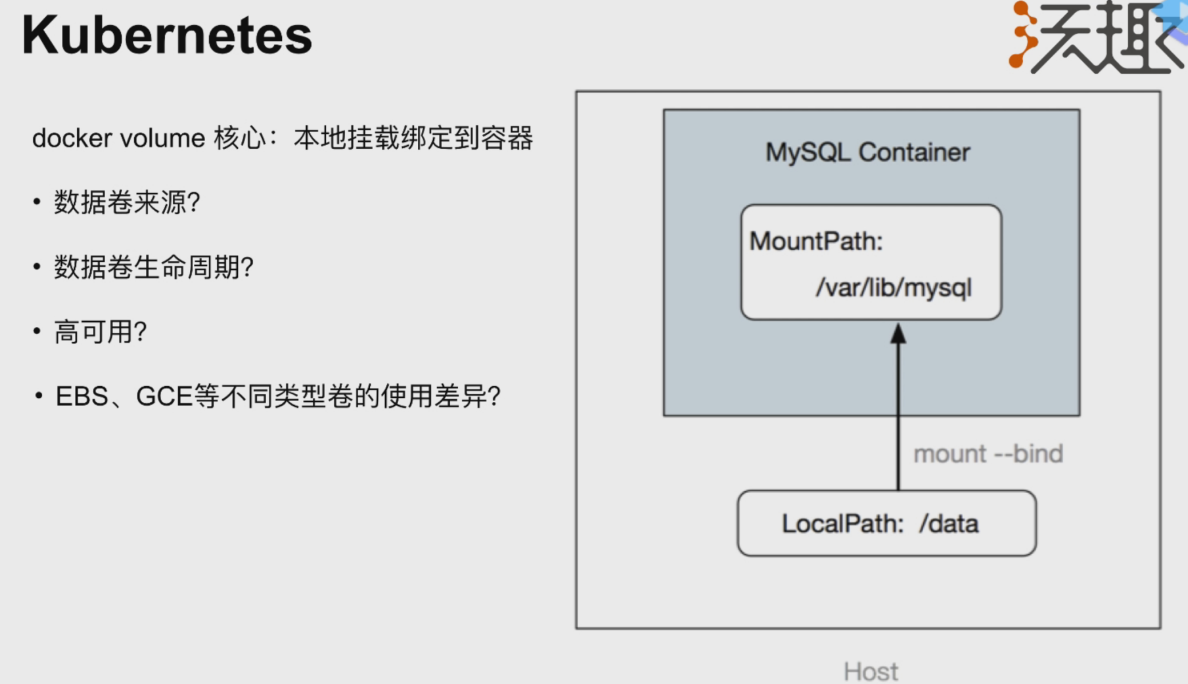 Kubernetes
docker volume 核心：本地挂载绑定到容器
• 数据卷来源?
• 数据卷生命周期?
• 高可用?
• EBS、GCE等不同类型卷的使用差异?
MySQL Container
MountPath:
/var/lib/mysql
mount --bind
LocalPath: /data
Host